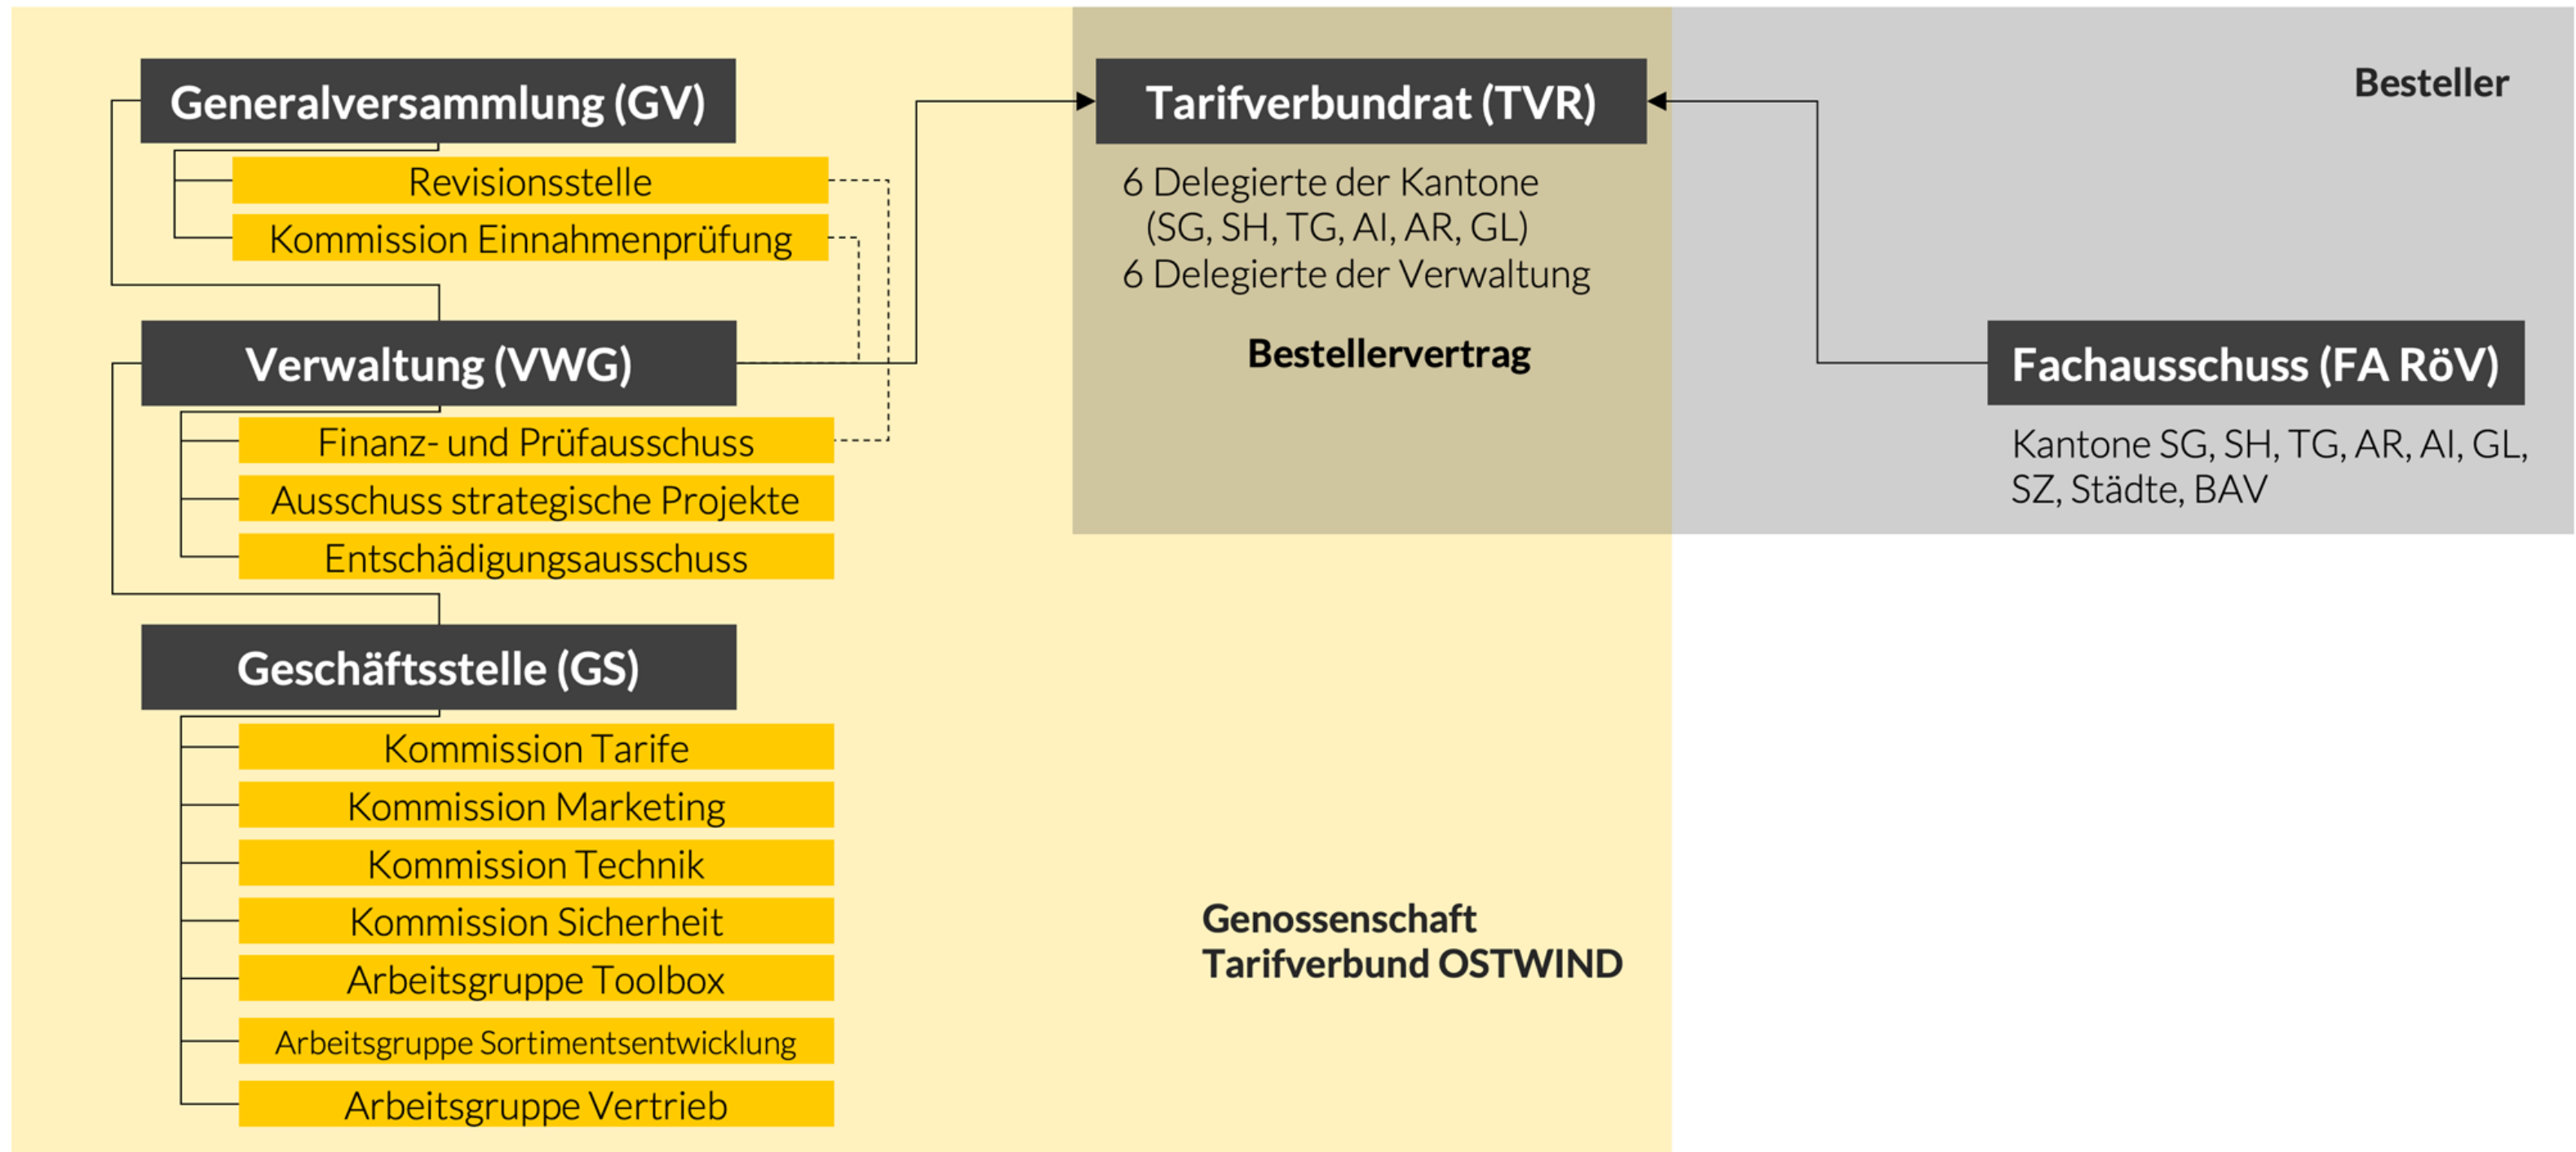 Generalversammlung (GV)
Revisionsstelle
Kommission Einnahmenprüfung
Verwaltung (VWG)
Finanz- und Prüfausschuss
Ausschuss strategische Projekte
Entschädigungsausschuss
Geschäftsstelle (GS)
Kommission Tarife
Kommission Marketing
Kommission Technik
Kommission Sicherheit
Arbeitsgruppe Toolbox
Arbeitsgruppe Sortimentsentwicklung
Arbeitsgruppe Vertrieb
Tarifverbundrat (TVR)
6 Delegierte der Kantone
(SG, SH, TG, AI, AR, GL)
6 Delegierte der Verwaltung
Bestellervertrag
Genossenschaft
Tarifverbund OSTWIND
Besteller
Fachausschuss (FA RöV)
Kantone SG, SH, TG, AR, AI, GL,
SZ, Städte, BAV